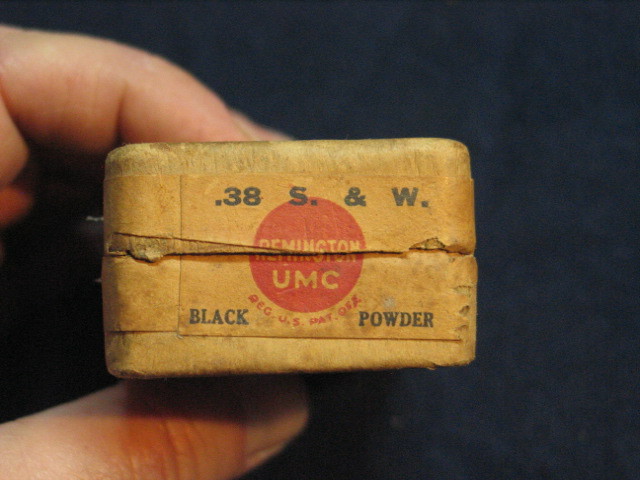 .38 S. & W.
REMINGTON
UMC
REG. U.S. PAT. OFF.
BLACK POWDER